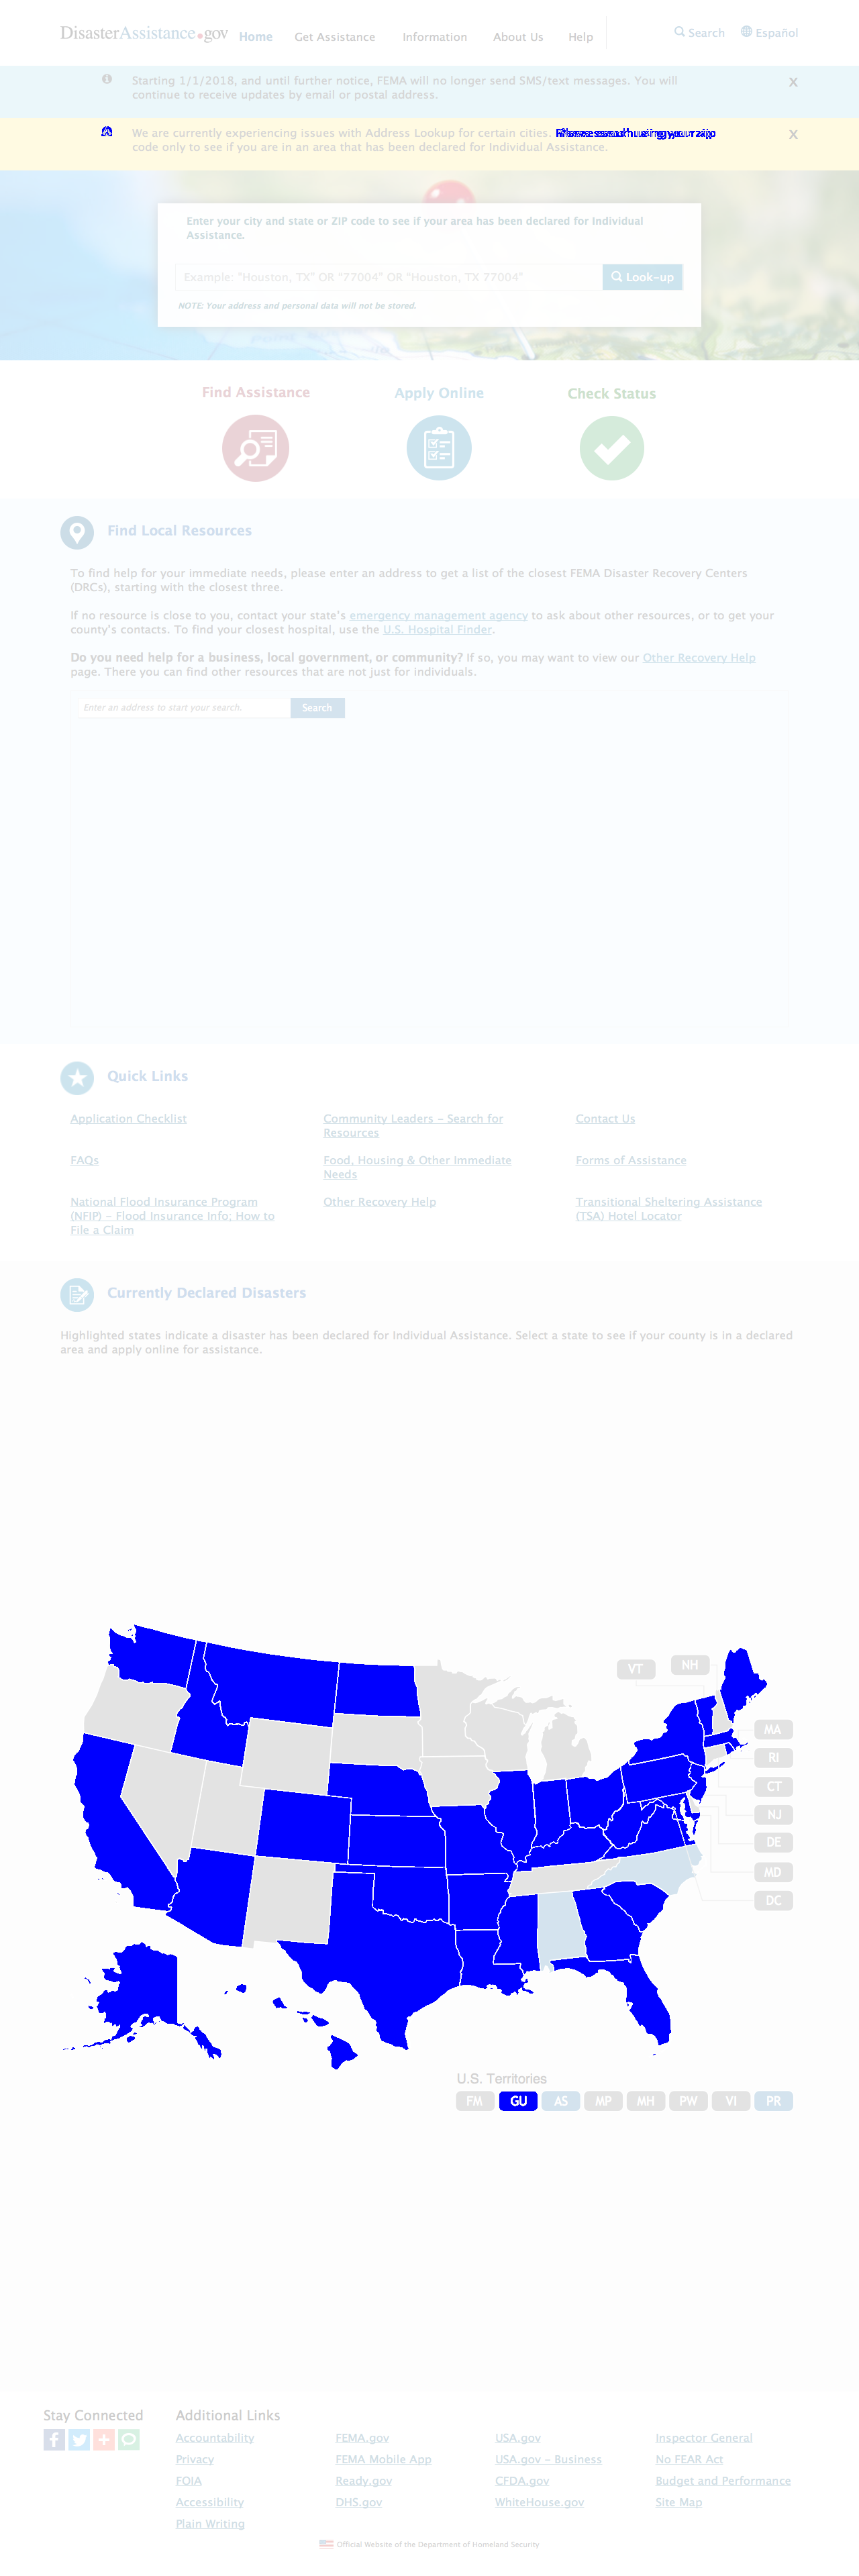 DisasterAssistance.gov Home Get Assistance Information About Us Help Search Español
Starting 1/1/2018, and until further notice, FEMA will no longer send SMS/text messages. You will X
continue to receive updates by email or postal address.
We are currently experiencing issues with Address Lookup for certain cities. X
code only to see if you are in an area that has been declared for Individual Assistance.
Enter your city and state or ZIP code to see if your area has been declared for Individual
Assistance.
Example: "Houston, TX" OR "77004" OR "Houston, TX 77004" Look-up
NOTE: Your address and personal data will not be stored.
Find Assistance Apply Online Check Status
Find Local Resources
To find help for your immediate needs, please enter an address to get a list of the closest FEMA Disaster Recovery Centers
(DRCs), starting with the closest three.
If no resource is close to you, contact your state's emergency management agency to ask about other resources, or to get your
county's contacts. To find your closest hospital, use the U.S. Hospital Finder.
Do you need help for a business, local government, or community? If so, you may want to view our Other Recovery Help
page. There you can find other resources that are not just for individuals.
Enter an address to start your search. Search
Quick Links
Application Checklist
Community Leaders - Search for
Resources
Contact Us
FAQs
Food, Housing & Other Immediate
Needs
Forms of Assistance
National Flood Insurance Program
(NFIP) - Flood Insurance Info; How to
File a Claim
Other Recovery Help
Transitional Sheltering Assistance
(TSA) Hotel Locator
Currently Declared Disasters
Highlighted states indicate a disaster has been declared for Individual Assistance. Select a state to see if your county is in a declared
area and apply online for assistance.
VT NH
MA
RI
CT
NJ
DE
MD
DC
U.S. Territories
FM GU AS MP MH PW VI PR
Stay Connected
Additional Links
Accountability FEMA.gov USA.gov Inspector General
Privacy FEMA Mobile App USA.gov - Business No FEAR Act
FOIA Ready.gov CFDA.gov Budget and Performance
Accessibility DHS.gov WhiteHouse.gov Site Map
Plain Writing
Official Website of the Department of Homeland Security